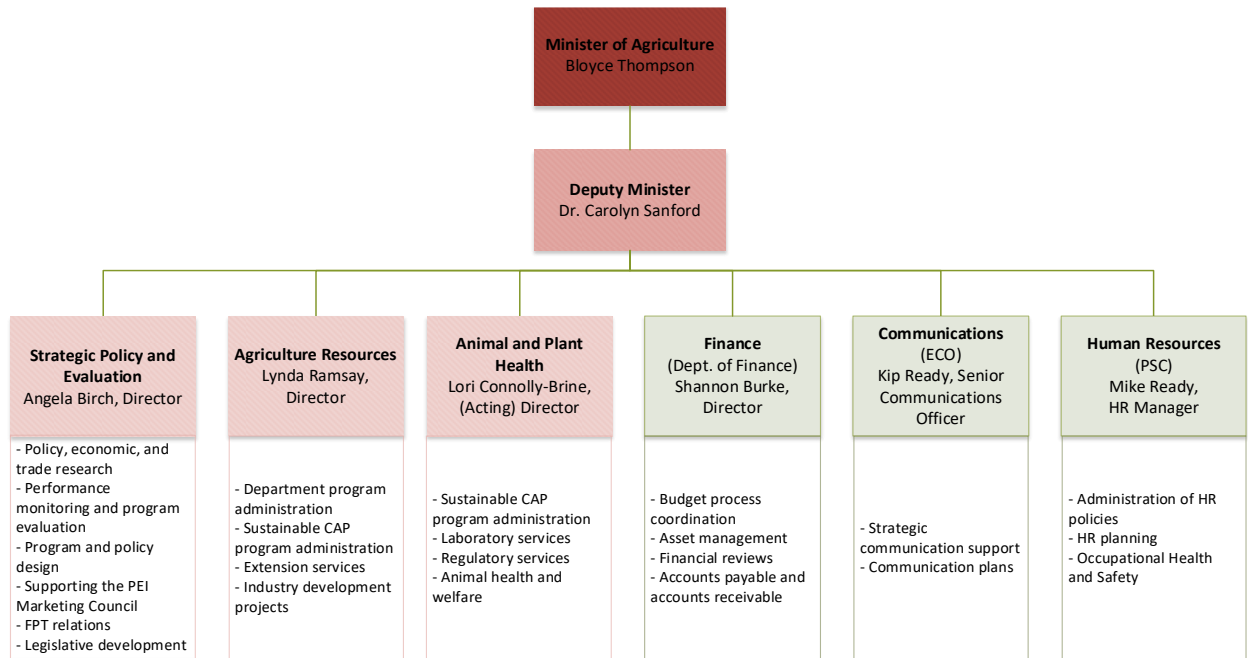 Minister of Agriculture
Bloyce Thompson
Deputy Minister
Dr. Carolyn Sanford
Strategic Policy and
Evaluation
Angela Birch, Director
- Policy, economic, and
trade research
- Performance
monitoring and program
evaluation
- Program and policy
design
- Supporting the PEI
Marketing Council
- FPT relations
- Legislative development
Agriculture Resources
Lynda Ramsay,
Director
- Department program
administration
- Sustainable CAP
program administration
- Extension services
- Industry development
projects
Animal and Plant
Health
Lori Connolly-Brine,
(Acting) Director
- Sustainable CAP
program administration
- Laboratory services
- Regulatory services
- Animal health and
welfare
Finance
(Dept. of Finance)
Shannon Burke,
Director
- Budget process
coordination
- Asset management
- Financial reviews
- Accounts payable and
accounts receivable
Communications
(ECO)
Kip Ready, Senior
Communications
Officer
- Strategic
communication support
- Communication plans
Human Resources
(PSC)
Mike Ready,
HR Manager
- Administration of HR
policies
- HR planning
- Occupational Health
and Safety